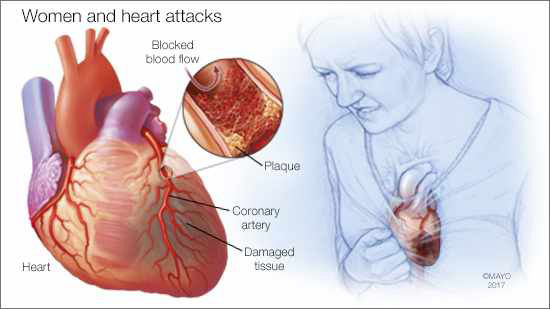 Women and heart attacks
Blocked
blood flow
Plaque
Coronary
artery
Damaged
tissue
Heart
©MAYO
2017